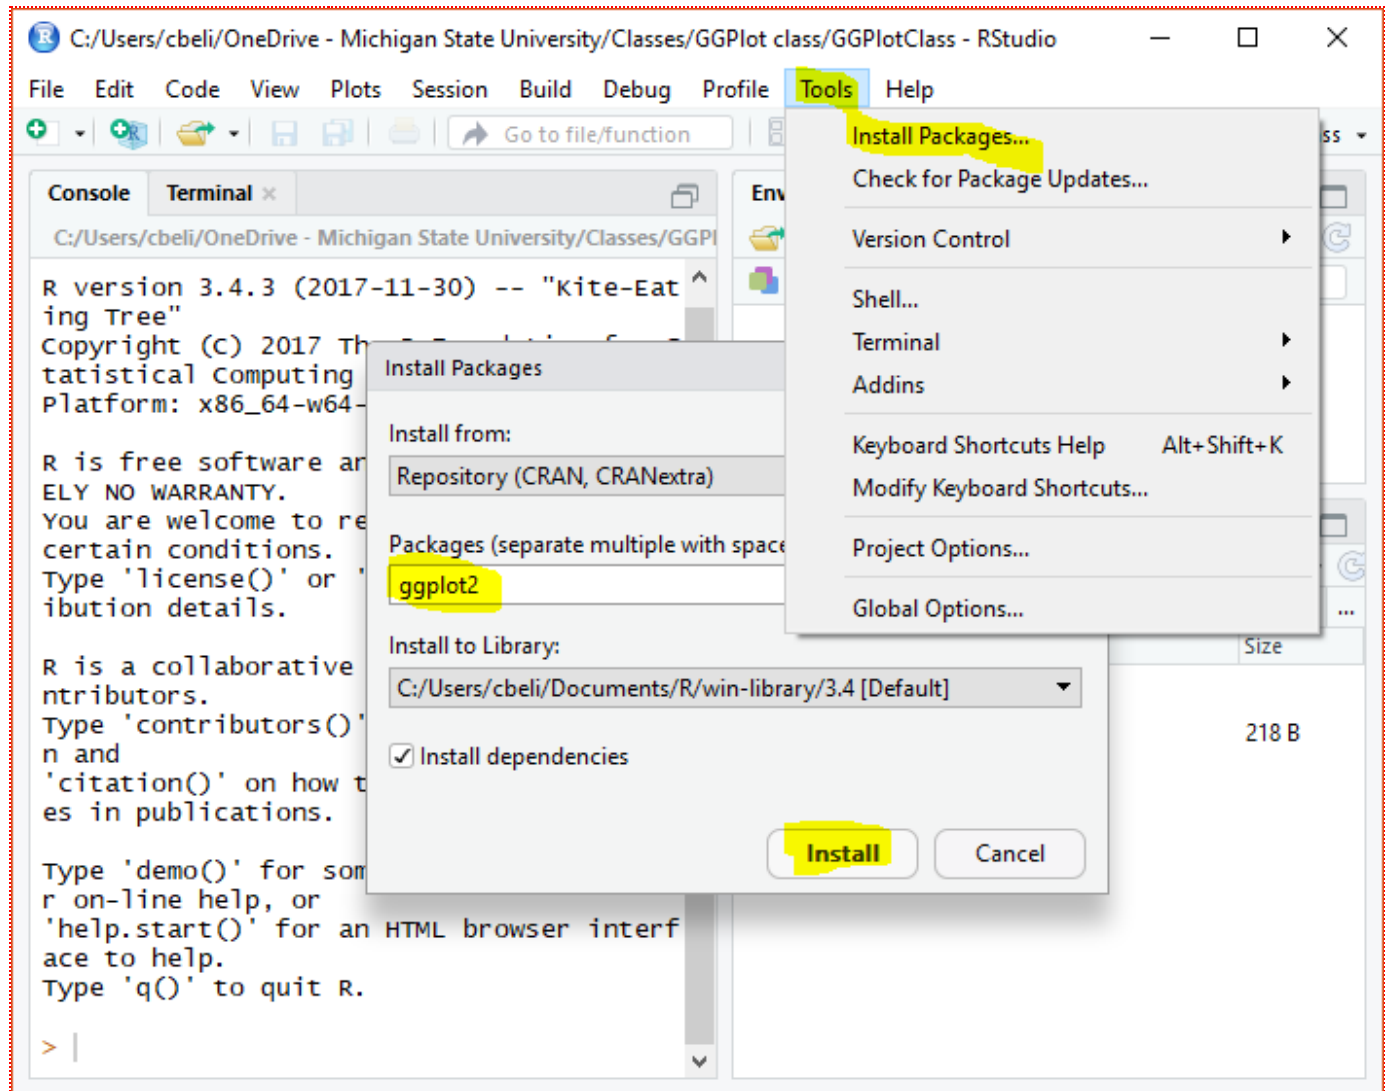 C:/Users/cbeli/OneDrive - Michigan State University/Classes/GGPlot class/GGPlotClass - RStudio
File Edit Code View Plots Session Build Debug Profile Tools Help
Go to file/function
ss
Install Packages...
Check for Package Updates...
Version Control
Shell...
Terminal
Addins
Keyboard Shortcuts Help Alt+Shift+K
Modify Keyboard Shortcuts...
Project Options...
Global Options...
Console Terminal
Env
C:/Users/cbeli/OneDrive - Michigan State University/Classes/GGPl
R version 3.4.3 (2017-11-30) -- "Kite-Eat
ing Tree"
Copyright (C) 2017 Th
tatistical Computing
Platform: x86_64-w64-
R is free software an
ELY NO WARRANTY.
You are welcome to re
certain conditions.
Type 'license()' or '
ibution details.
R is a collaborative
ntributors.
Type 'contributors()'
n and
'citation()' on how t
es in publications.
Type 'demo()' for som
r on-line help, or
'help.start()' for an HTML browser interf
ace to help.
Type 'q()' to quit R.
>
Install Packages
Install from:
Repository (CRAN, CRANextra)
Packages (separate multiple with space
ggplot2
Install to Library:
C:/Users/cbeli/Documents/R/win-library/3.4 [Default]
Install dependencies
Install Cancel
...
Size
218 B